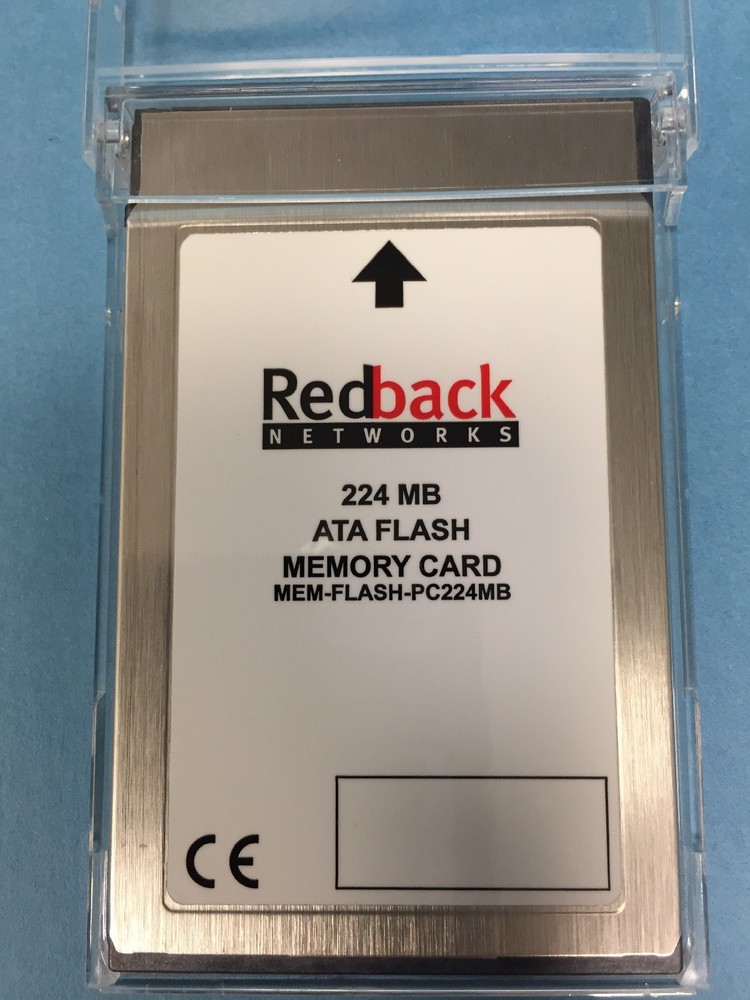 Redback
NETWORKS
224 MB
ATA FLASH
MEMORY CARD
MEM-FLASH-PC224MB
CE